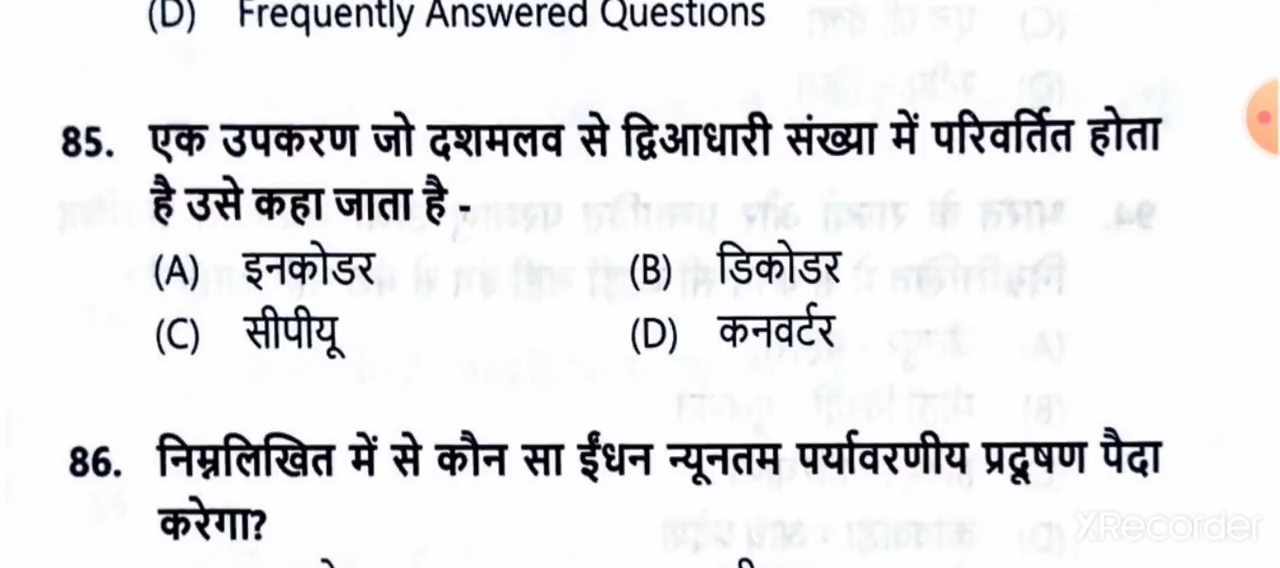 (D) Frequently Answered Questions
85. एक उपकरण जो दशमलव से द्विआधारी संख्या में परिवर्तित होता
है उसे कहा जाता है -
(A) इनकोडर (B) डिकोडर
(C) सीपीयू (D) कनवर्टर
86. निम्नलिखित में से कौन सा ईंधन न्यूनतम पर्यावरणीय प्रदूषण पैदा
करेगा?
XRecorder